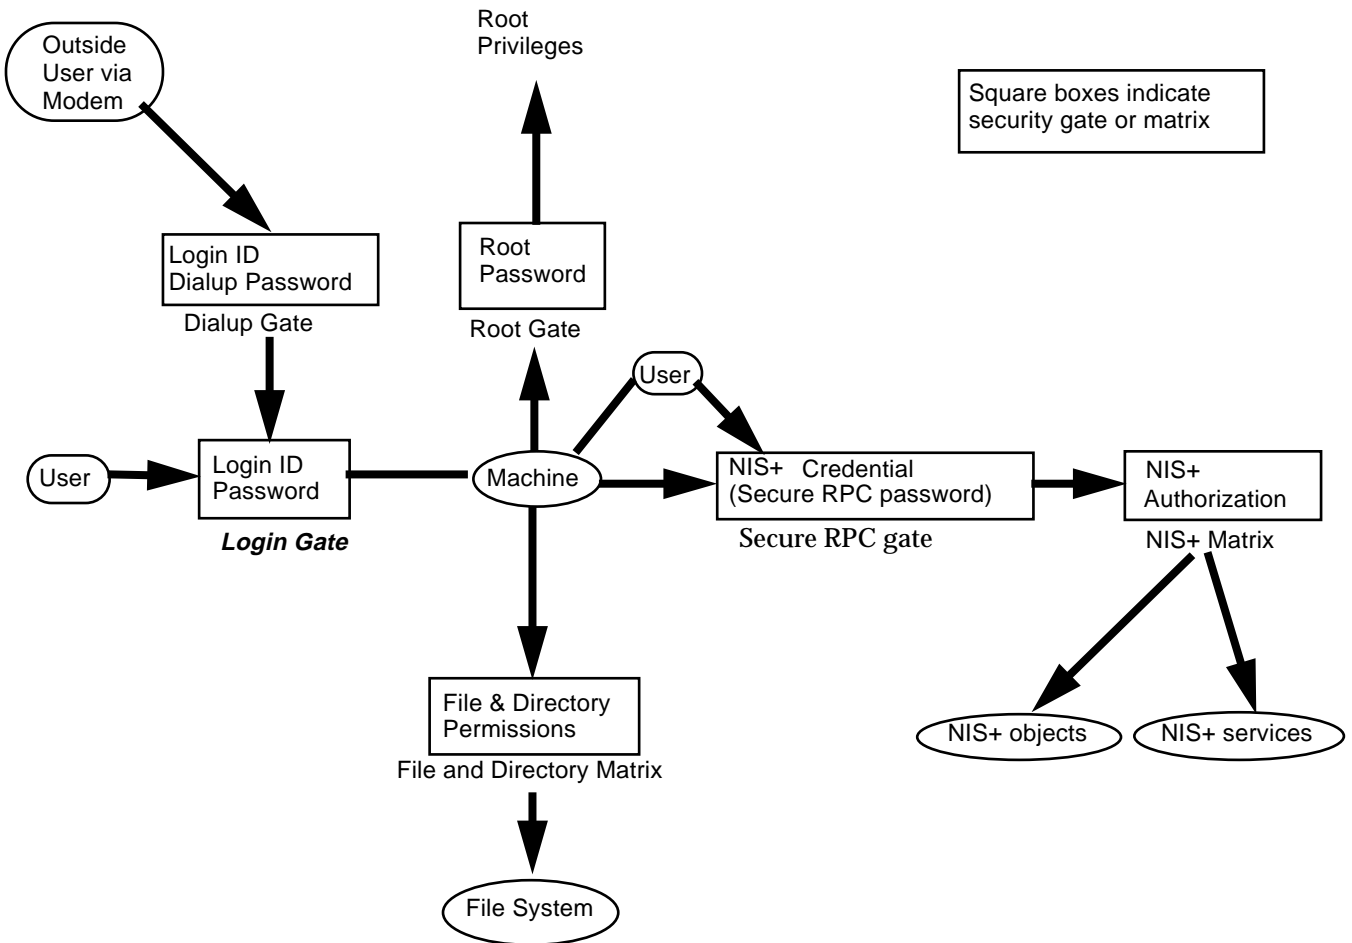 Outside
User via
Modem
Root
Privileges
Square boxes indicate
security gate or matrix
Login ID
Dialup Password
Dialup Gate
Root
Password
Root Gate
User
User
Login ID
Password
Login Gate
Machine
NIS+ Credential
(Secure RPC password)
Secure RPC gate
NIS+
Authorization
NIS+ Matrix
File & Directory
Permissions
File and Directory Matrix
NIS+ objects
NIS+ services
File System